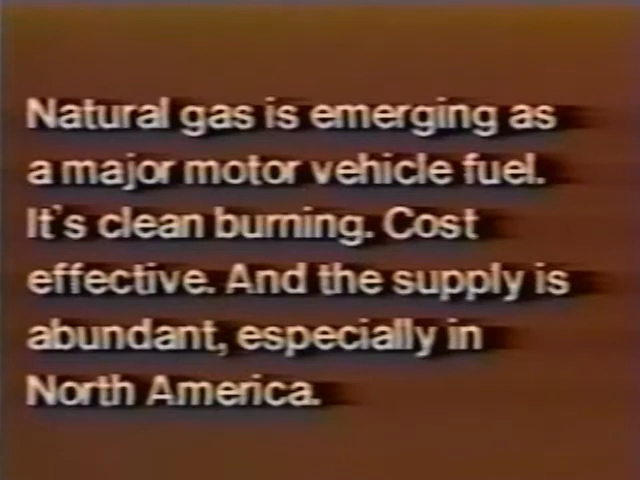 Natural gas is emerging as
a major motor vehicle fuel.
It's clean burning. Cost
effective. And the supply is
abundant, especially in
North America.